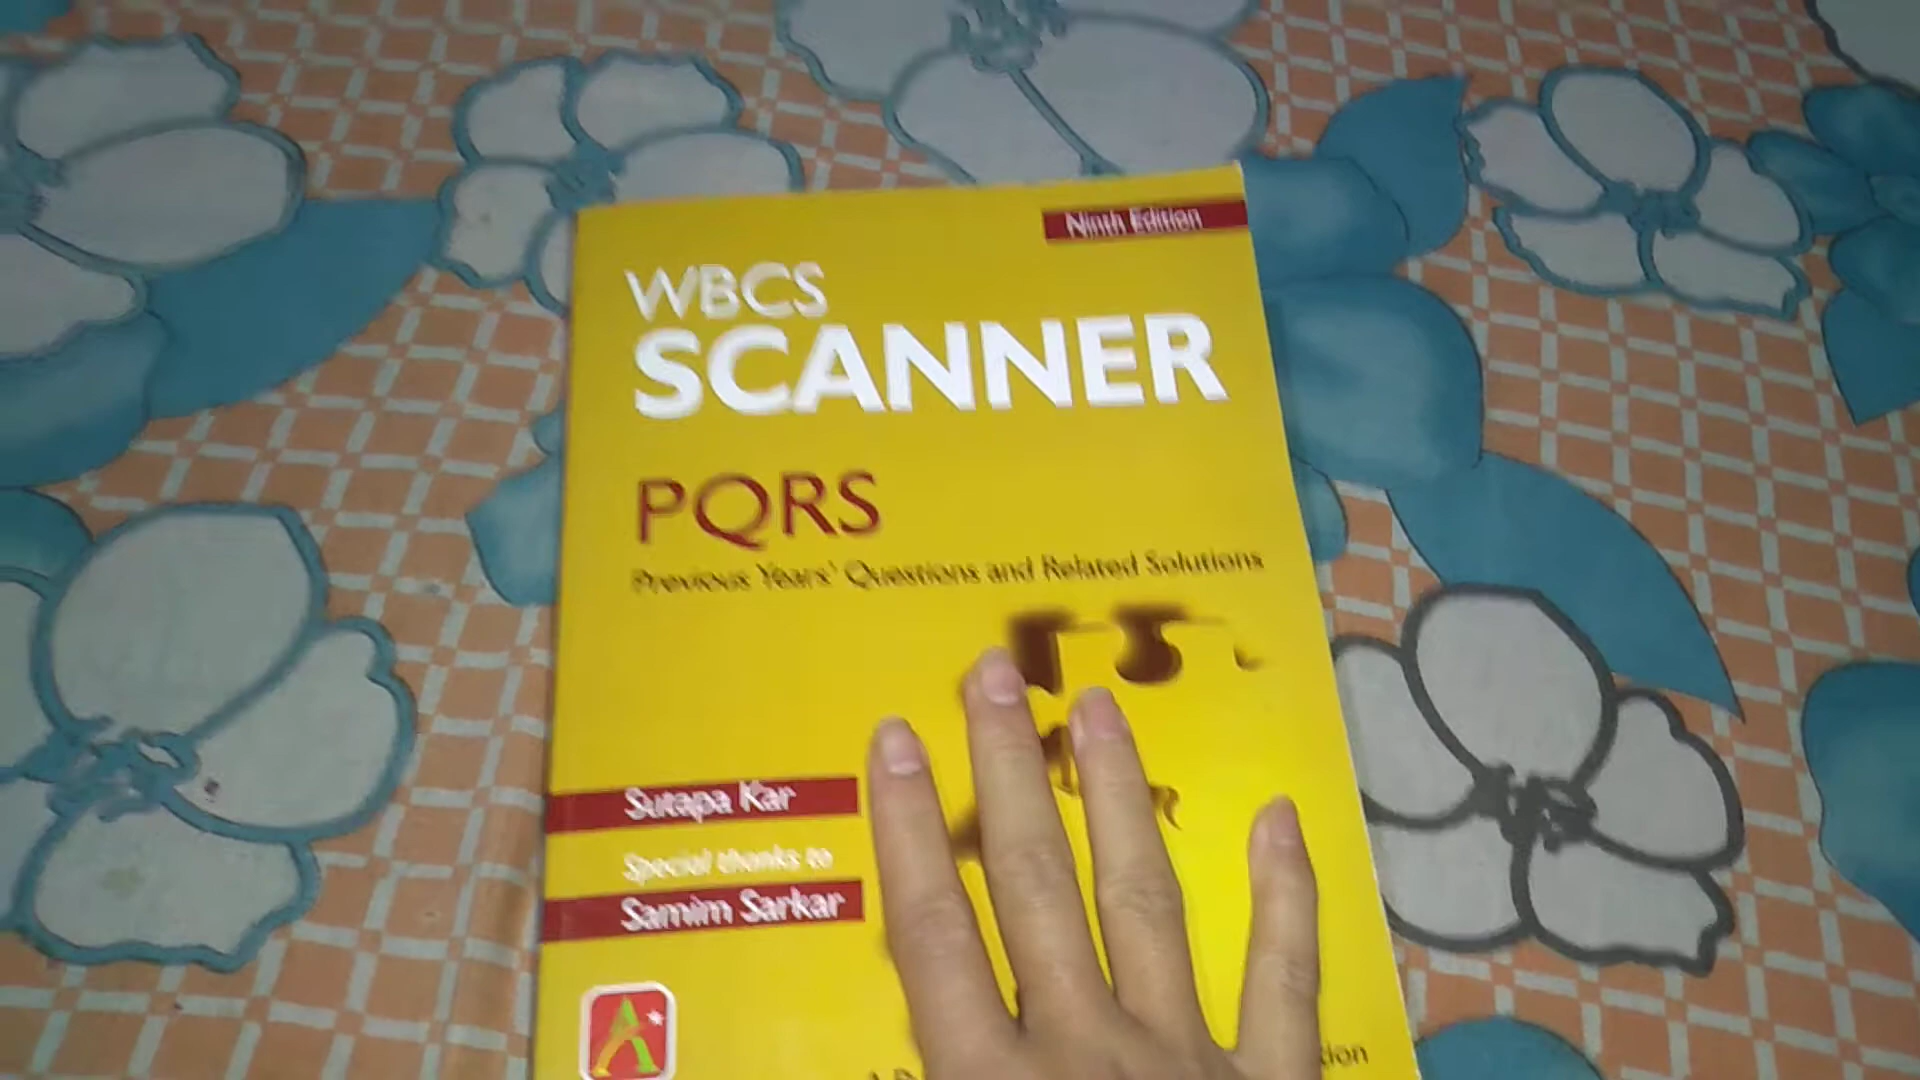 Ninth Edition
WBCS
SCANNER
PQRS
Previous Years' Questions and Related Solutions
Sutapa Kar
Special thanks to
Samim Sarkar